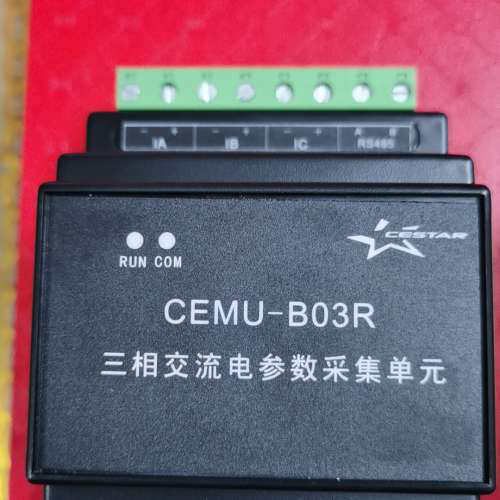 - + - + - + A B
IA IB IC RS485
CESTAR
RUN COM
CEMU-B03R
三相交流电参数采集单元